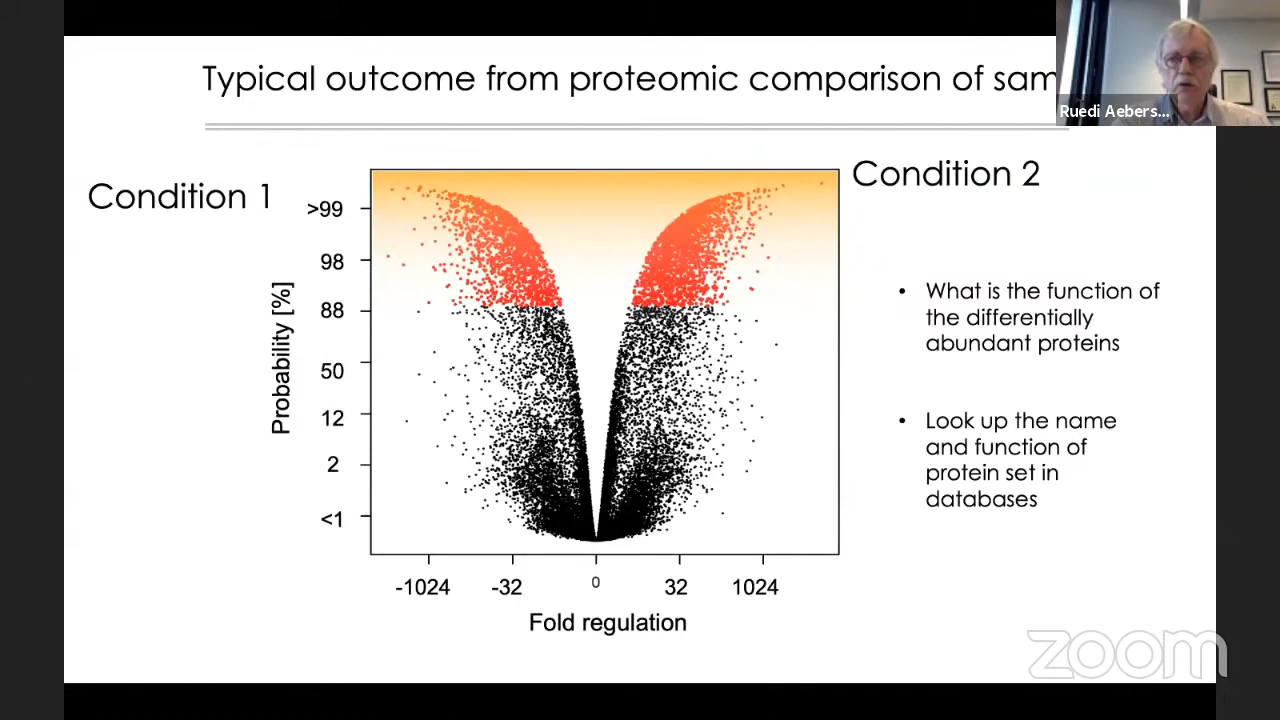 Typical outcome from proteomic comparison of sam
Ruedi Aebers...
Condition 1
Condition 2
>99
98
88
50
12
2
<1
Probability [%]
-1024
-32
0
32
1024
Fold regulation
• What is the function of
the differentially
abundant proteins
• Look up the name
and function of
protein set in
databases
zoom